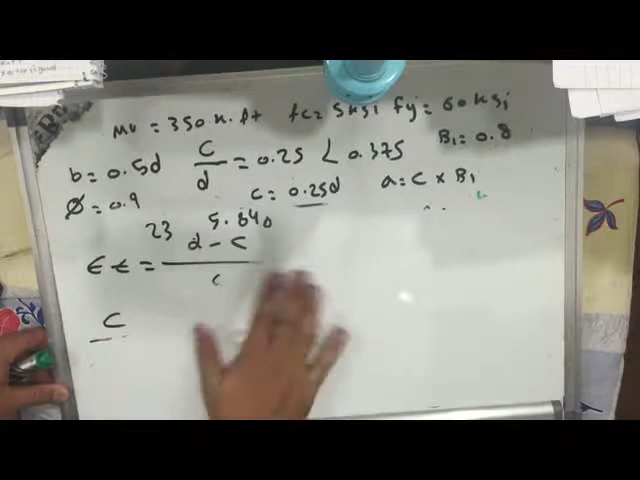 Mu = 350 K.ft fc= 5ksi fy= 60ksi
b= 0.5d c/d = 0.25 < 0.375 B1= 0.8
Ø= 0.9 c= 0.25d a= c x B1
23 5.840
εt = d - c / c
c